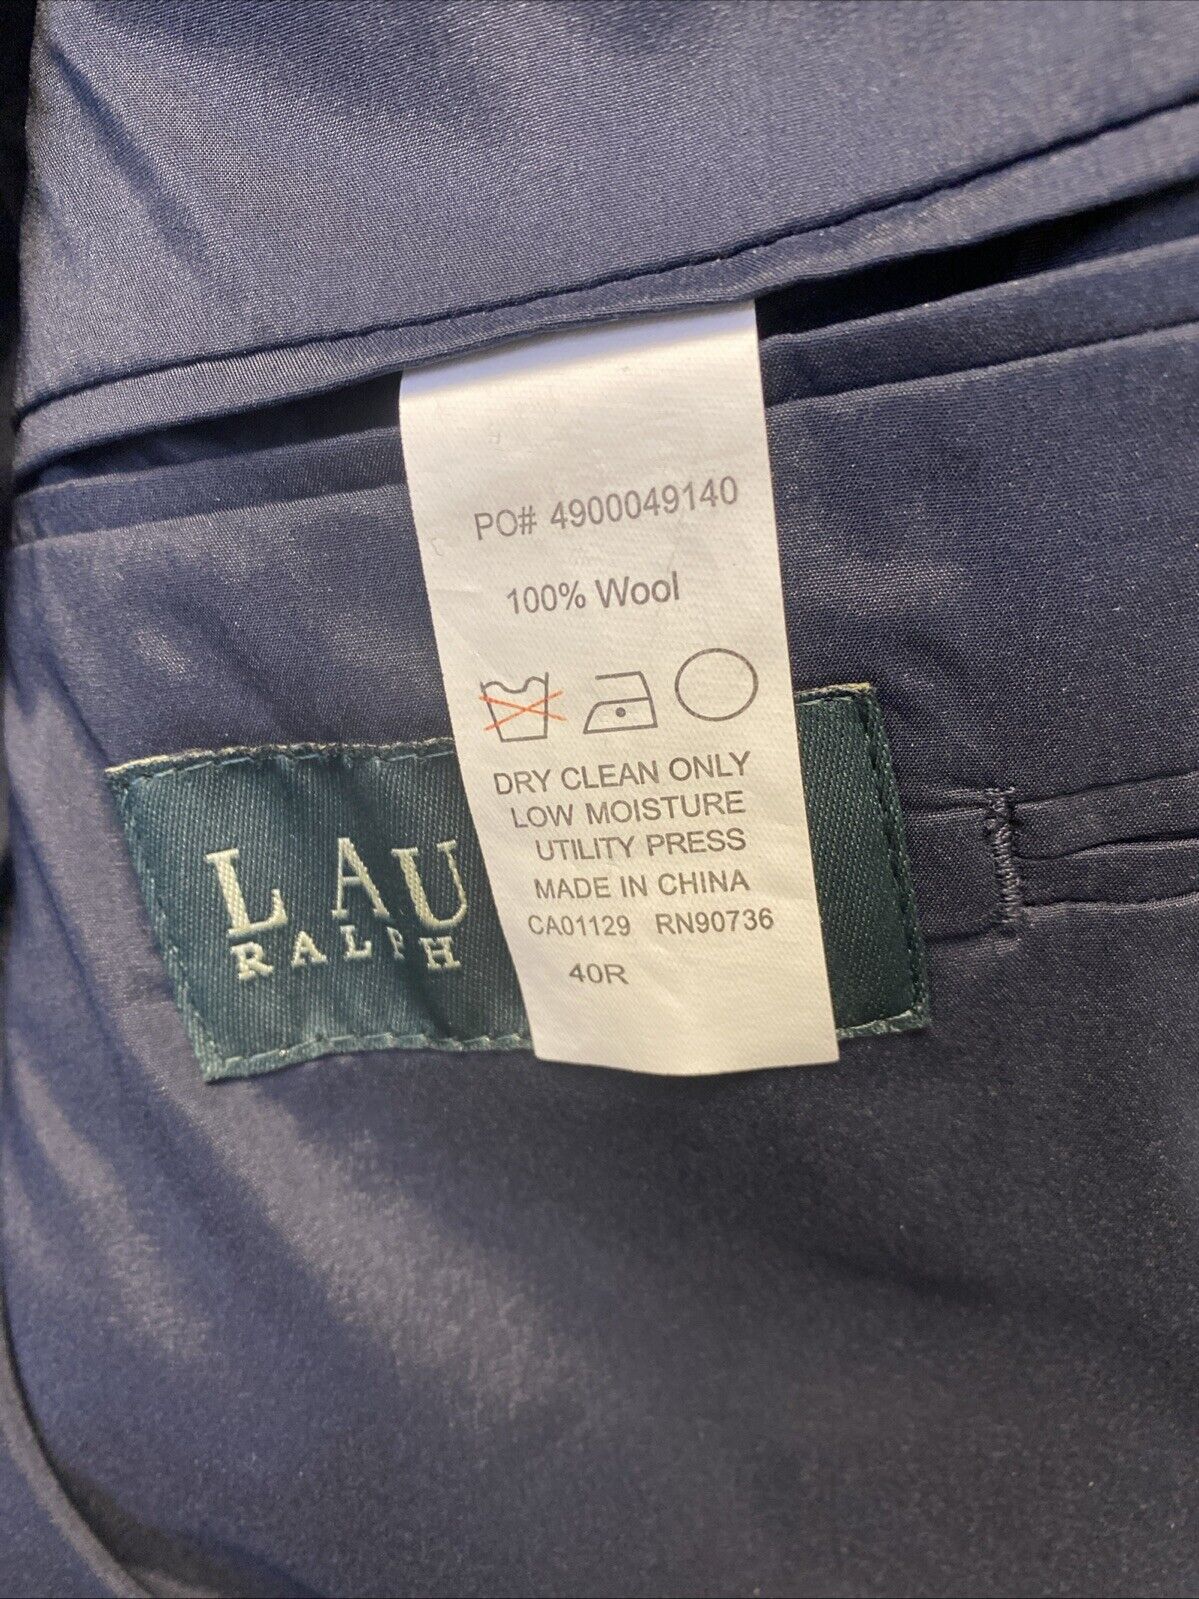 PO# 4900049140
100% Wool
DRY CLEAN ONLY
LOW MOISTURE
UTILITY PRESS
MADE IN CHINA
CA01129 RN90736
40R
LAU
RALPH